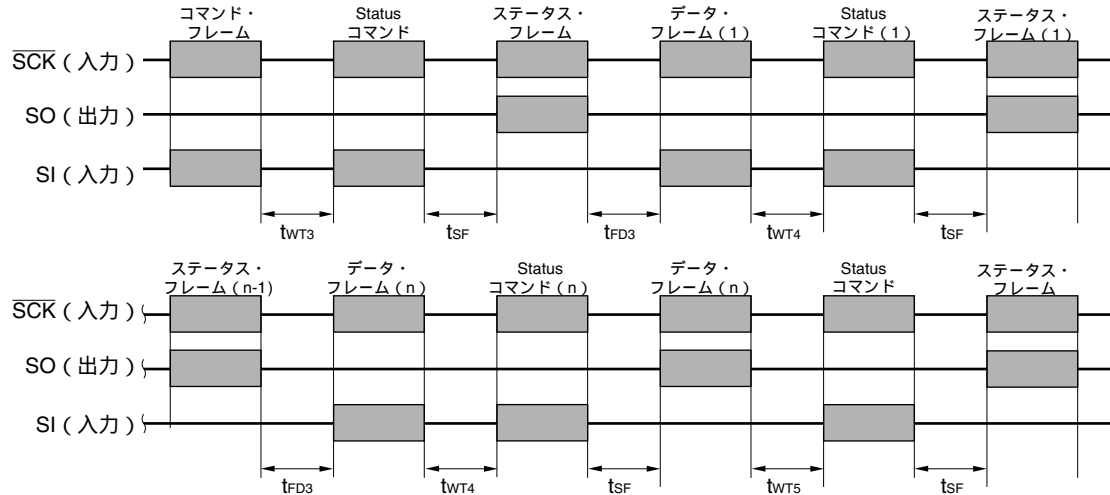 コマンド・
フレーム
Status
コマンド
ステータス・
フレーム
データ・
フレーム(1)
Status
コマンド(1)
ステータス・
フレーム(1)
SCK(入力)
SO(出力)
SI(入力)
tWT3
tSF
tFD3
tWT4
tSF
ステータス・
フレーム(n-1)
データ・
フレーム(n)
Status
コマンド(n)
データ・
フレーム(n)
Status
コマンド
ステータス・
フレーム
SCK(入力)
SO(出力)
SI(入力)
tFD3
tWT4
tSF
tWT5
tSF